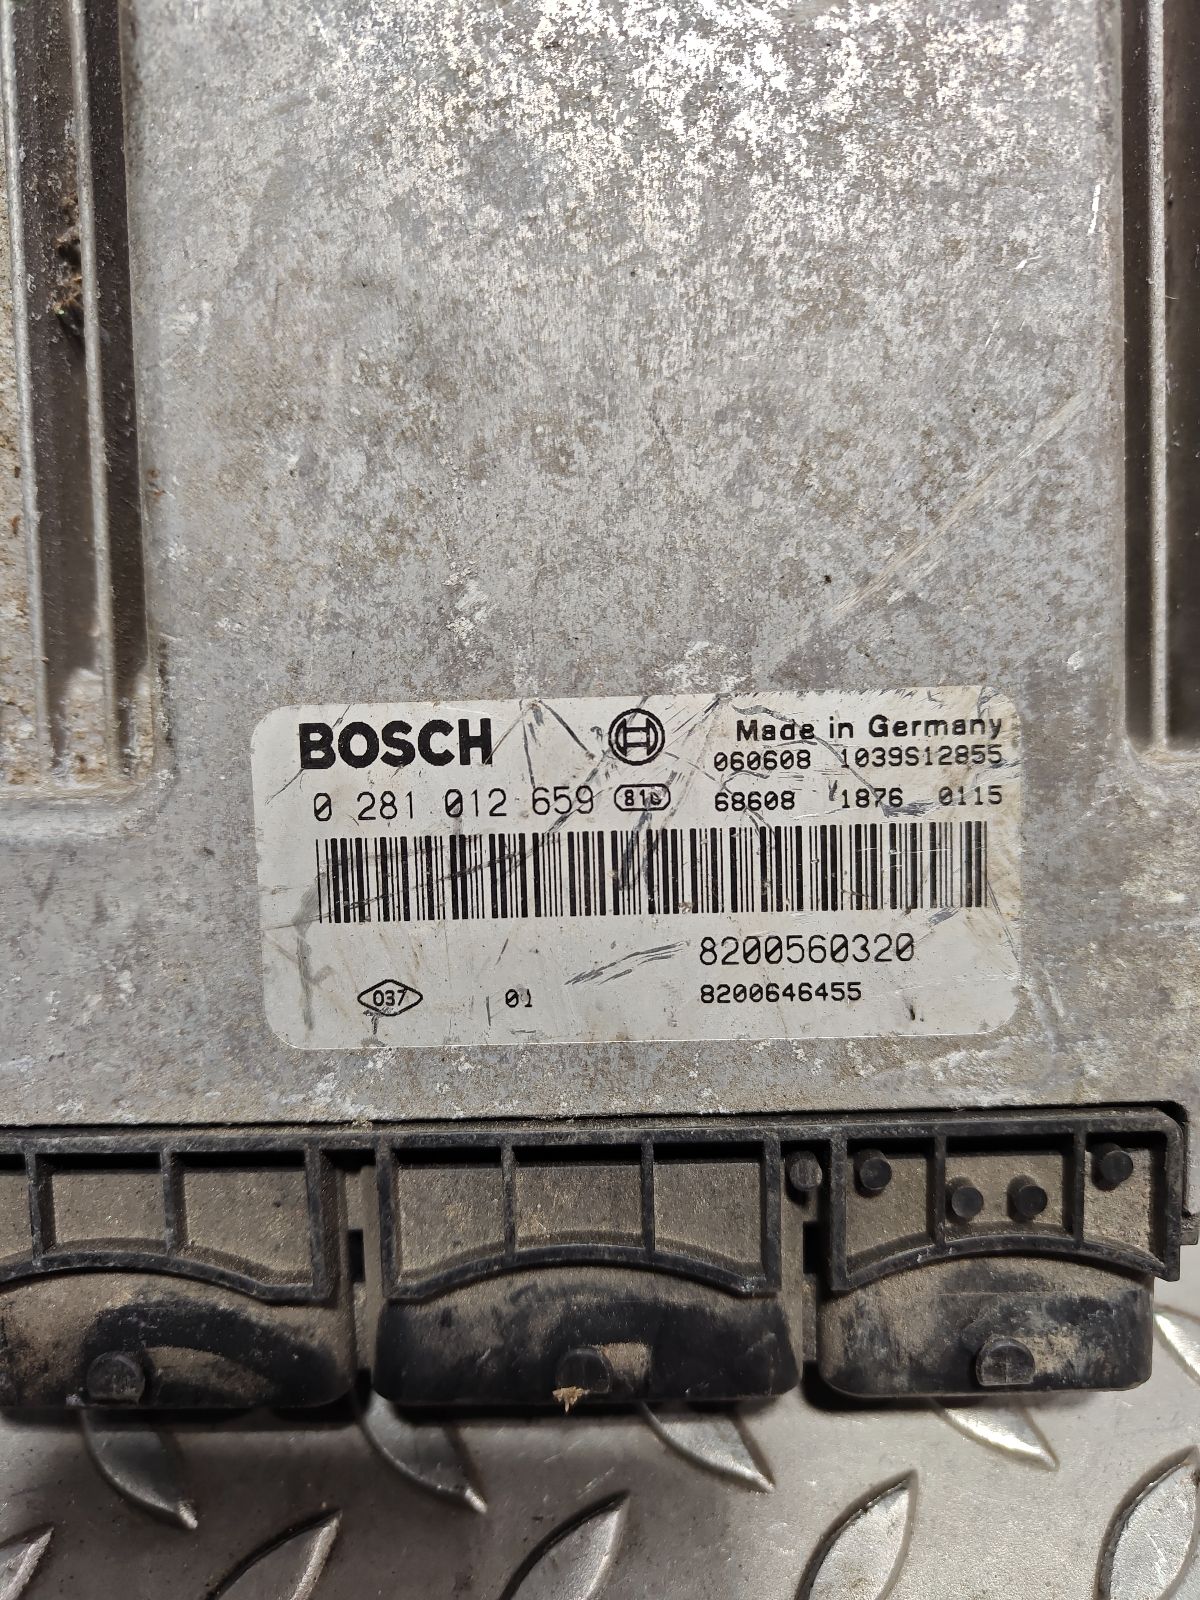 BOSCH
Made in Germany
060608 1039S12855
0 281 012 659
68608 1876 0115
8200560320
037 01 8200646455